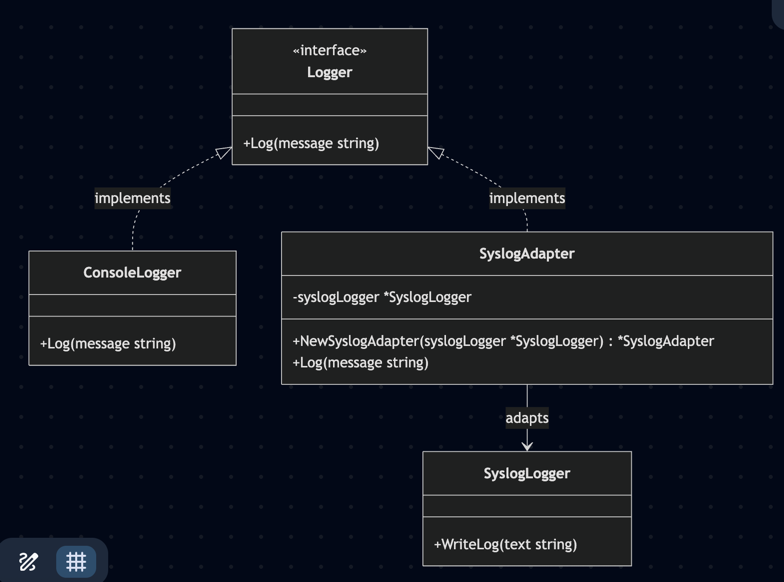 «interface»
Logger
+Log(message string)
implements
implements
ConsoleLogger
+Log(message string)
SyslogAdapter
-syslogLogger *SyslogLogger
+NewSyslogAdapter(syslogLogger *SyslogLogger) : *SyslogAdapter
+Log(message string)
adapts
SyslogLogger
+WriteLog(text string)